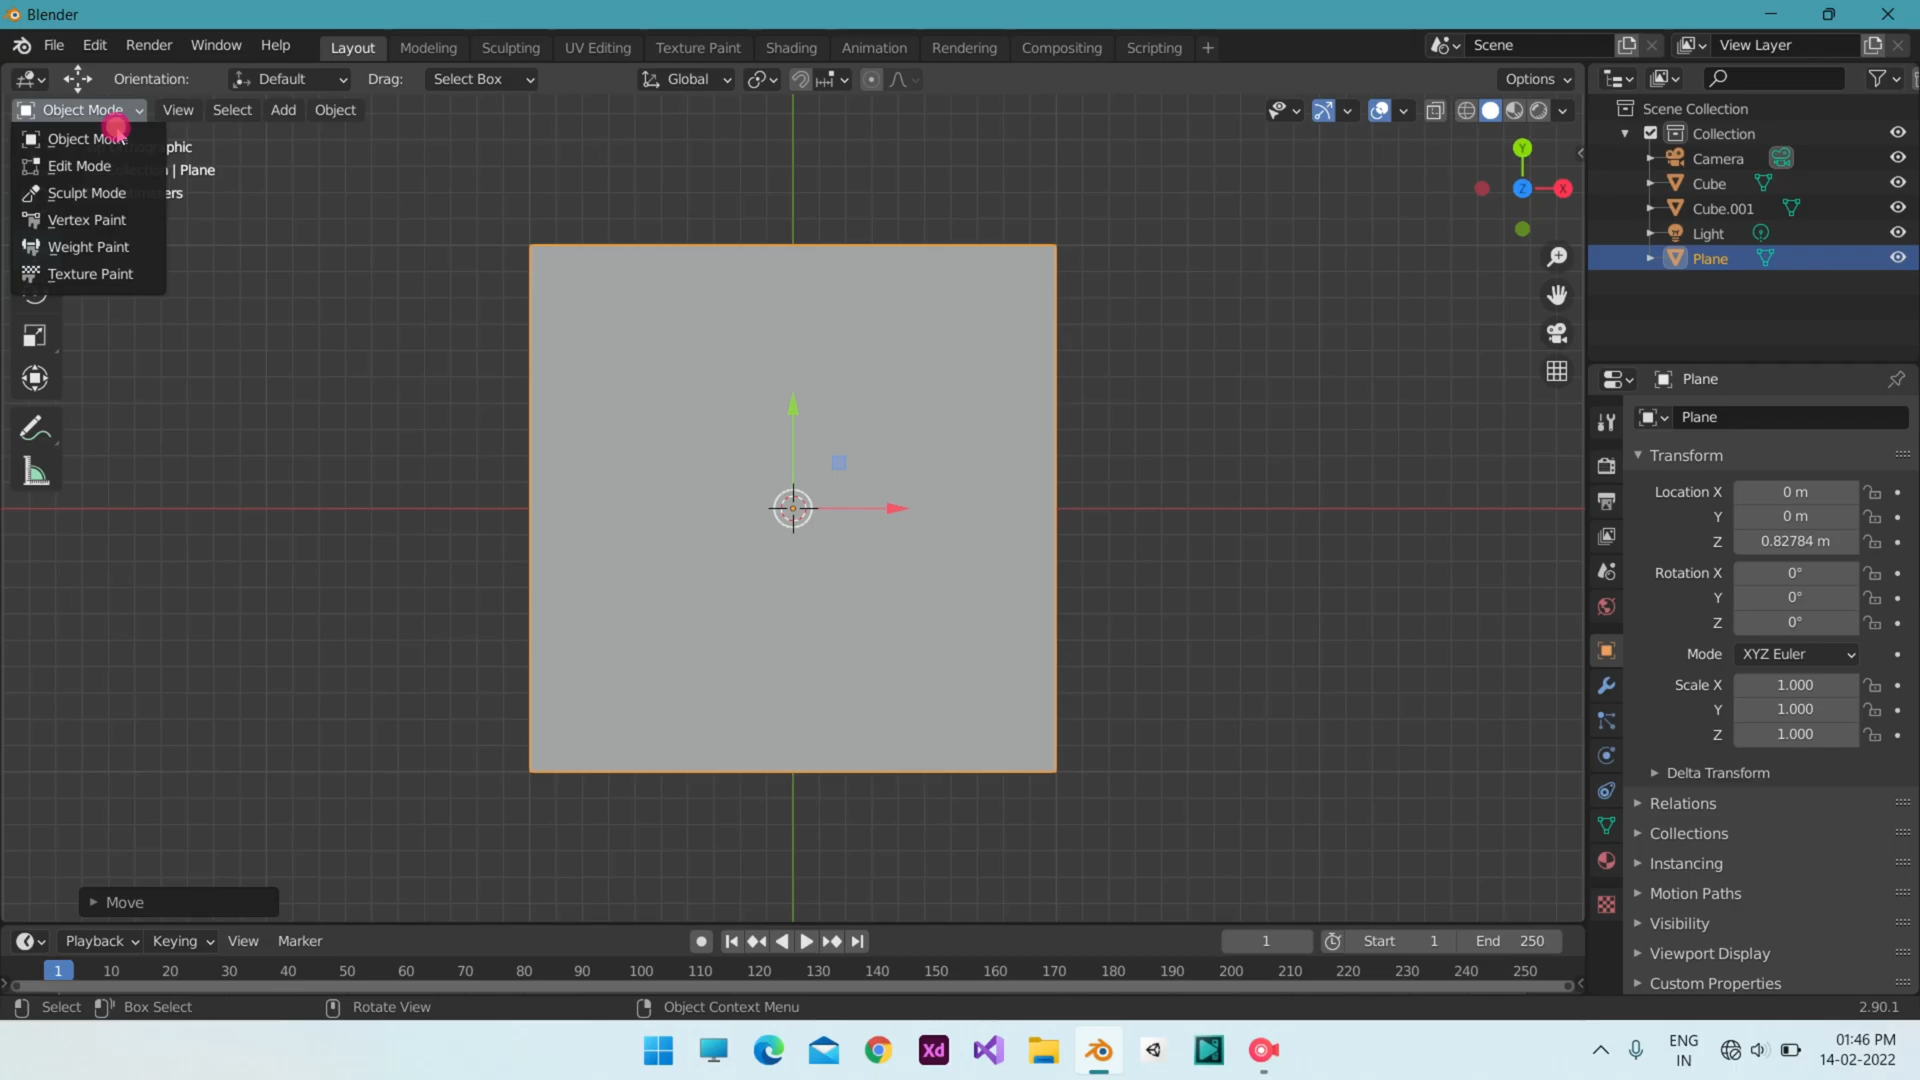 Blender
File Edit Render Window Help Layout Modeling Sculpting UV Editing Texture Paint Shading Animation Rendering Compositing Scripting + Scene View Layer
Orientation: Default Drag: Select Box Global Options
Object Mode View Select Add Object
Object Mode
Edit Mode
Sculpt Mode
Vertex Paint
Weight Paint
Texture Paint
| Plane
Y
Z
X
Scene Collection
Collection
Camera
Cube
Cube.001
Light
Plane
Plane
Plane
Transform
Location X 0 m
Y 0 m
Z 0.82784 m
Rotation X 0°
Y 0°
Z 0°
Mode XYZ Euler
Scale X 1.000
Y 1.000
Z 1.000
Delta Transform
Relations
Collections
Instancing
Motion Paths
Visibility
Viewport Display
Custom Properties
Move
Playback Keying View Marker 1 Start 1 End 250
1 10 20 30 40 50 60 70 80 90 100 110 120 130 140 150 160 170 180 190 200 210 220 230 240 250
Select Box Select Rotate View Object Context Menu 2.90.1
Xd
ENG
IN
01:46 PM
14-02-2022